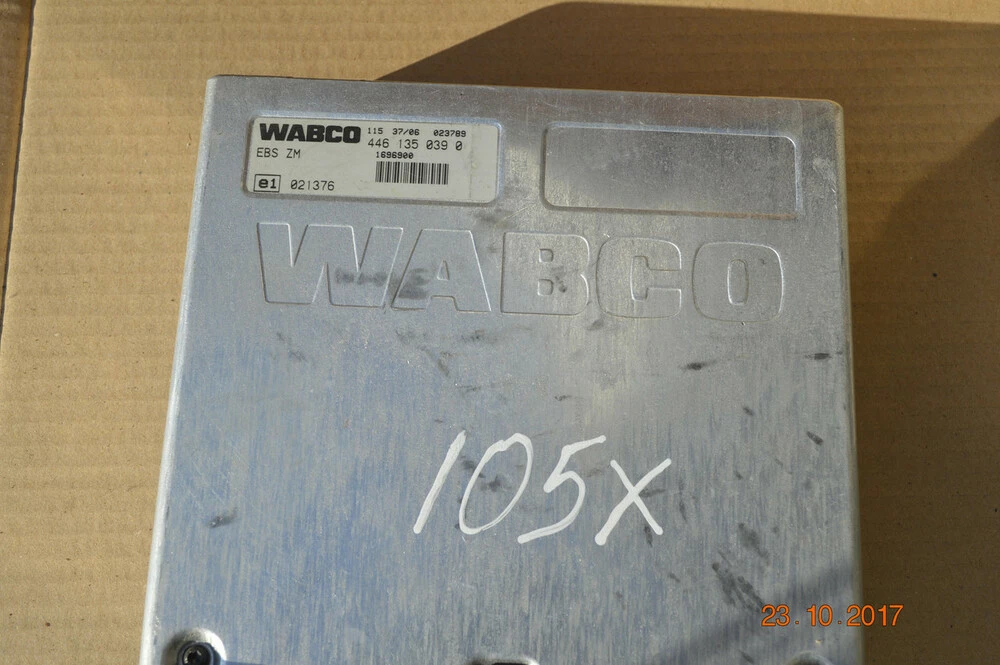 WABCO 115 37/06 023789
446 135 039 0
EBS ZM 1696900
e1 021376
WABCO
105X
23.10.2017